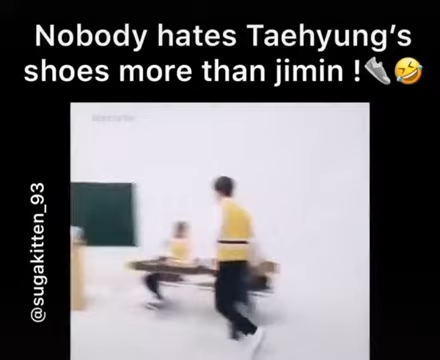 Nobody hates Taehyung's
shoes more than jimin !👟🤣
@sugakitten_93